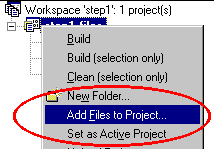 Workspace 'step1': 1 project(s)
Build
Build (selection only)
Clean (selection only)
New Folder...
Add Files to Project...
Set as Active Project